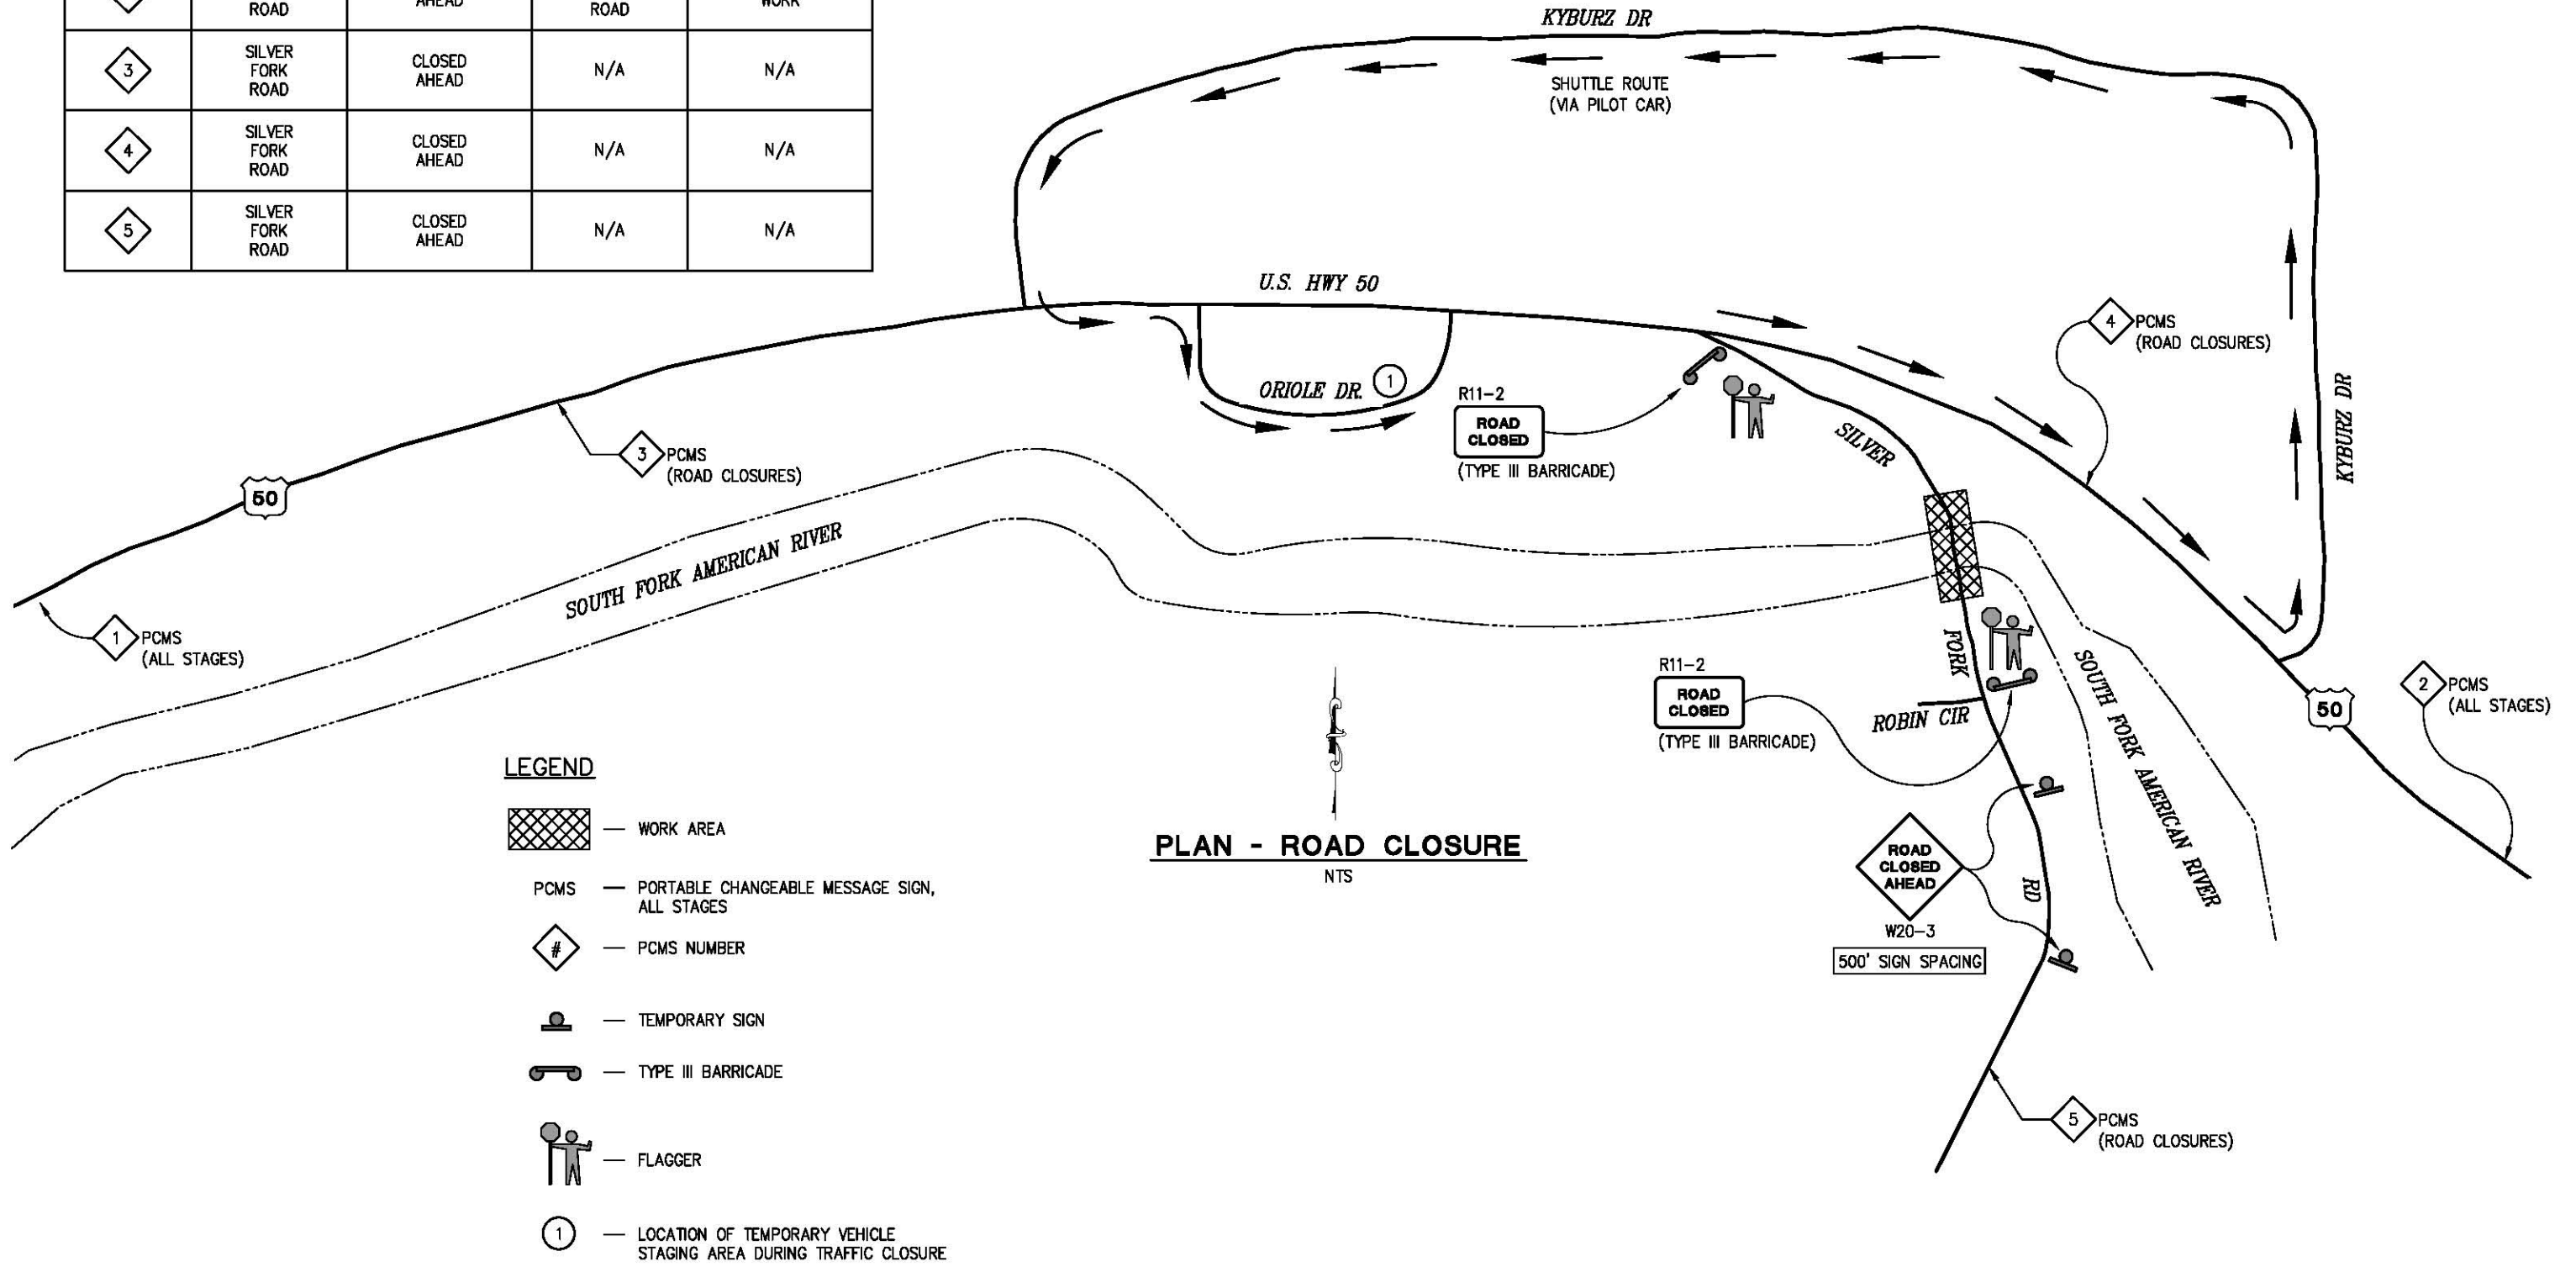 ROAD
AHEAD
ROAD
WORK
3
SILVER
FORK
ROAD
CLOSED
AHEAD
N/A
N/A
4
SILVER
FORK
ROAD
CLOSED
AHEAD
N/A
N/A
5
SILVER
FORK
ROAD
CLOSED
AHEAD
N/A
N/A
KYBURZ DR
SHUTTLE ROUTE
(VIA PILOT CAR)
U.S. HWY 50
4
PCMS
(ROAD CLOSURES)
KYBURZ DR
ORIOLE DR.
1
R11-2
ROAD
CLOSED
(TYPE III BARRICADE)
SILVER
3
PCMS
(ROAD CLOSURES)
50
SOUTH FORK AMERICAN RIVER
1
PCMS
(ALL STAGES)
FORK
R11-2
ROAD
CLOSED
(TYPE III BARRICADE)
ROBIN CIR
SOUTH FORK AMERICAN RIVER
50
2
PCMS
(ALL STAGES)
ROAD
CLOSED
AHEAD
W20-3
500' SIGN SPACING
RD
5
PCMS
(ROAD CLOSURES)
PLAN - ROAD CLOSURE
NTS
LEGEND
WORK AREA
PCMS — PORTABLE CHANGEABLE MESSAGE SIGN,
ALL STAGES
# — PCMS NUMBER
TEMPORARY SIGN
TYPE III BARRICADE
FLAGGER
1 — LOCATION OF TEMPORARY VEHICLE
STAGING AREA DURING TRAFFIC CLOSURE